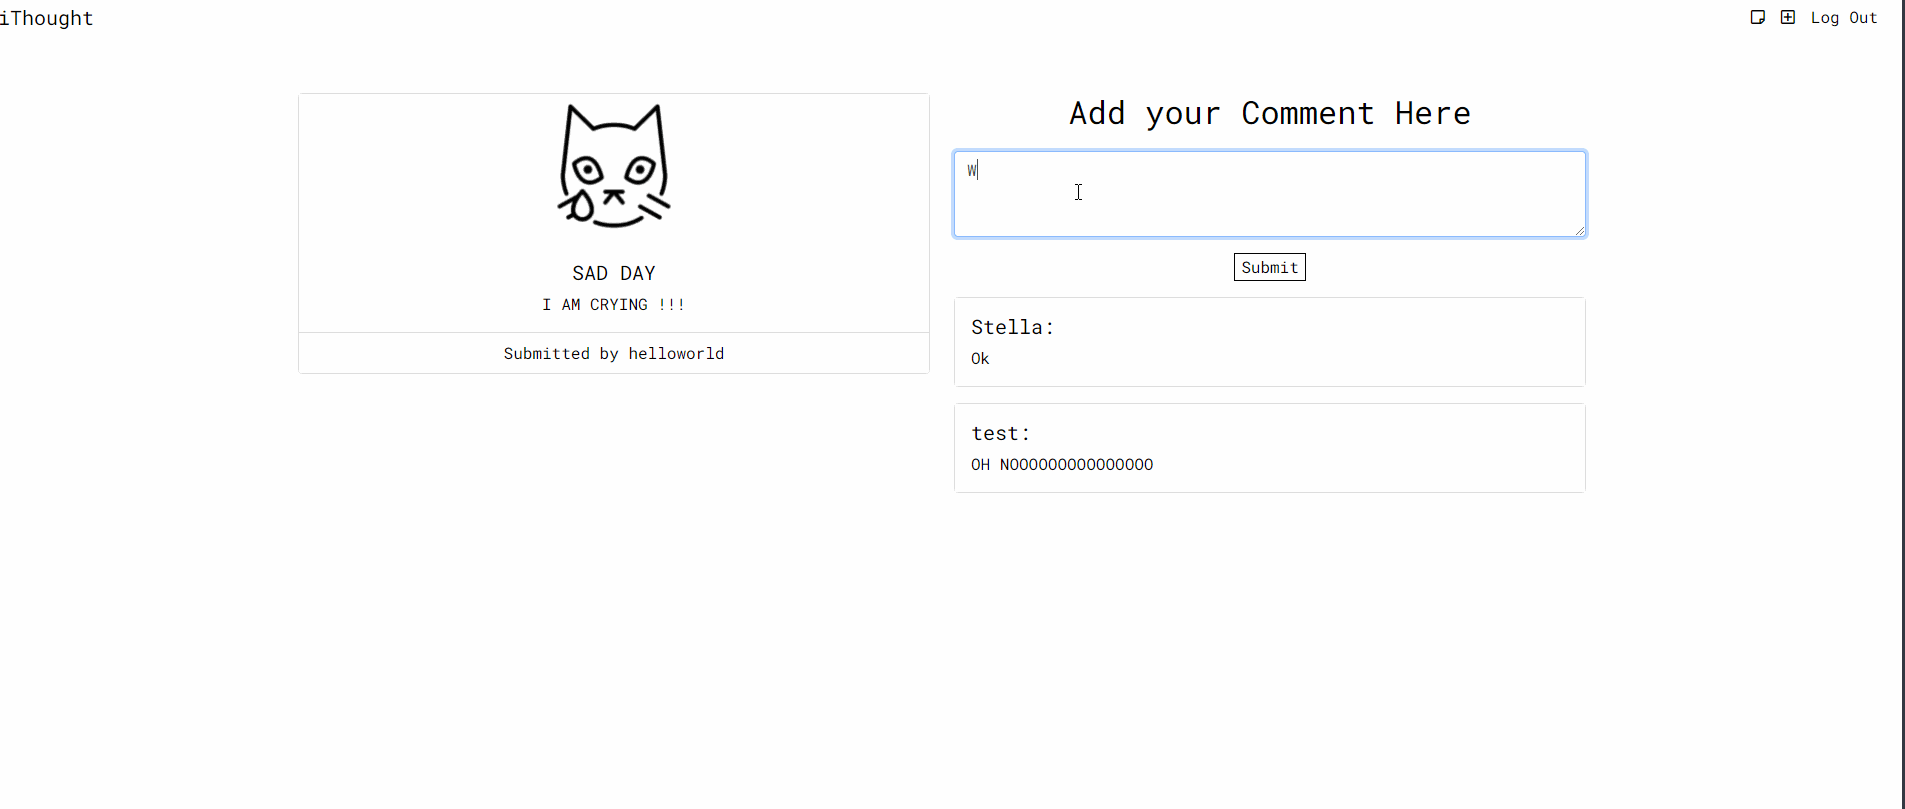 iThought
Log Out
SAD DAY
I AM CRYING !!!
Submitted by helloworld
Add your Comment Here
W
Submit
Stella:
Ok
test:
OH NOOOOOOOOOOOOOOO